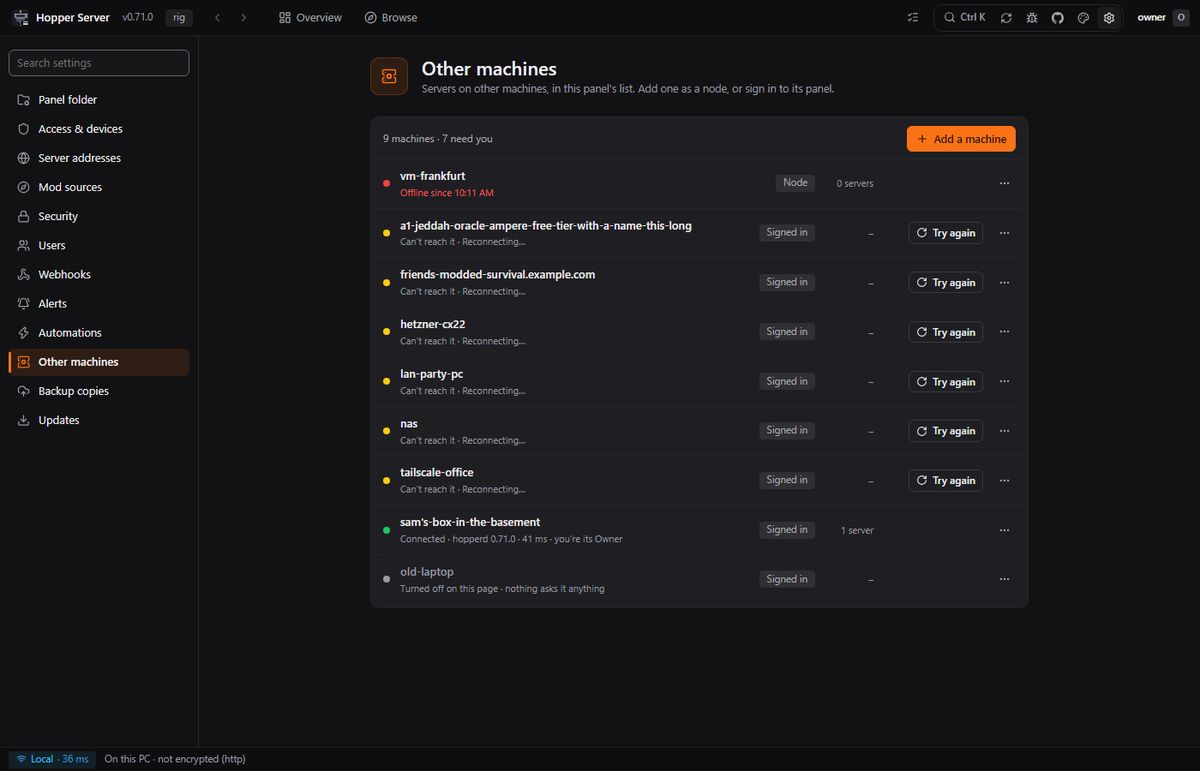 Hopper Server v0.71.0 rig Overview Browse Ctrl K owner O
Search settings
Panel folder
Access & devices
Server addresses
Mod sources
Security
Users
Webhooks
Alerts
Automations
Other machines
Backup copies
Updates
Other machines
Servers on other machines, in this panel's list. Add one as a node, or sign in to its panel.
9 machines · 7 need you
+ Add a machine
vm-frankfurt
Offline since 10:11 AM
Node
0 servers
a1-jeddah-oracle-ampere-free-tier-with-a-name-this-long
Can't reach it · Reconnecting...
Signed in
–
Try again
friends-modded-survival.example.com
Can't reach it · Reconnecting...
Signed in
–
Try again
hetzner-cx22
Can't reach it · Reconnecting...
Signed in
–
Try again
lan-party-pc
Can't reach it · Reconnecting...
Signed in
–
Try again
nas
Can't reach it · Reconnecting...
Signed in
–
Try again
tailscale-office
Can't reach it · Reconnecting...
Signed in
–
Try again
sam's-box-in-the-basement
Connected · hopperd 0.71.0 · 41 ms · you're its Owner
Signed in
1 server
old-laptop
Turned off on this page · nothing asks it anything
Signed in
–
Local · 36 ms On this PC · not encrypted (http)